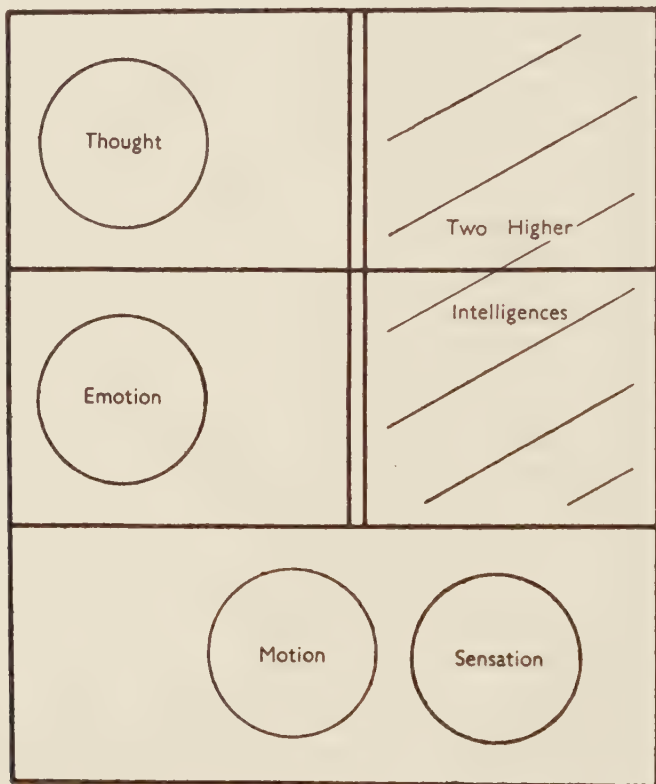 Thought
Two Higher
Emotion
Intelligences
Motion
Sensation